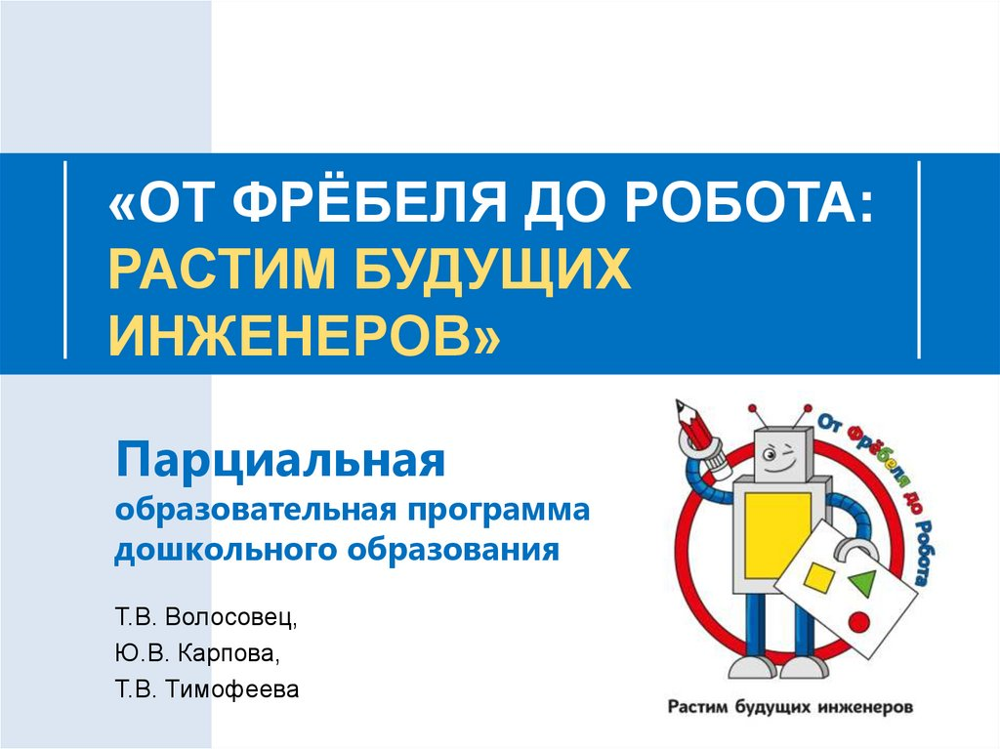 «ОТ ФРЁБЕЛЯ ДО РОБОТА:
РАСТИМ БУДУЩИХ
ИНЖЕНЕРОВ»
Парциальная
образовательная программа
дошкольного образования
Т.В. Волосовец,
Ю.В. Карпова,
Т.В. Тимофеева
От Фрёбеля до Робота
Растим будущих инженеров